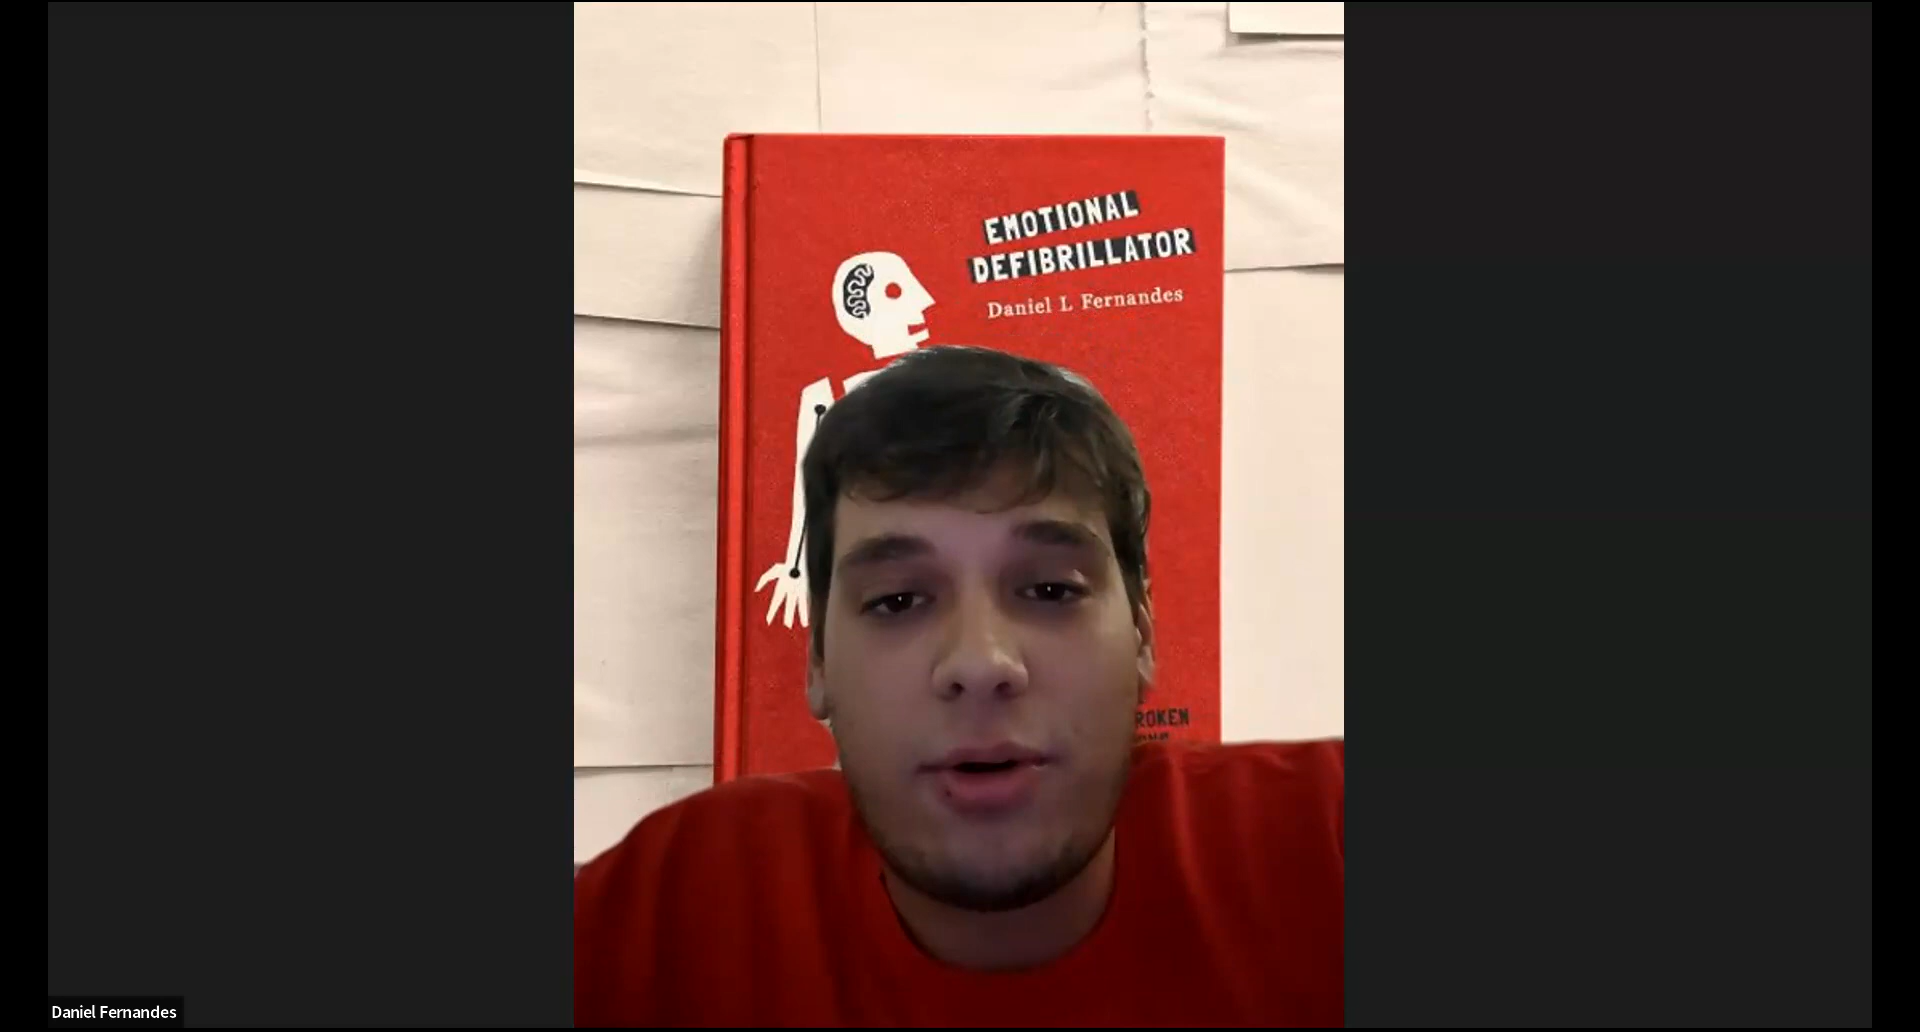 EMOTIONAL
DEFIBRILLATOR
Daniel L Fernandes
ROKEN
Daniel Fernandes